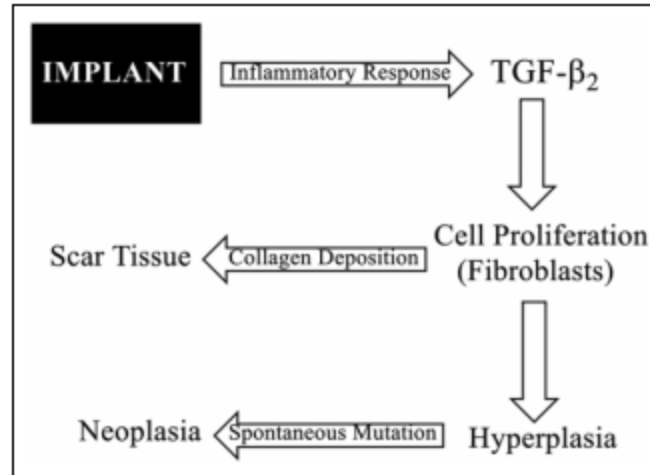 IMPLANT
Inflammatory Response
TGF-β₂
Cell Proliferation
(Fibroblasts)
Collagen Deposition
Scar Tissue
Hyperplasia
Spontaneous Mutation
Neoplasia